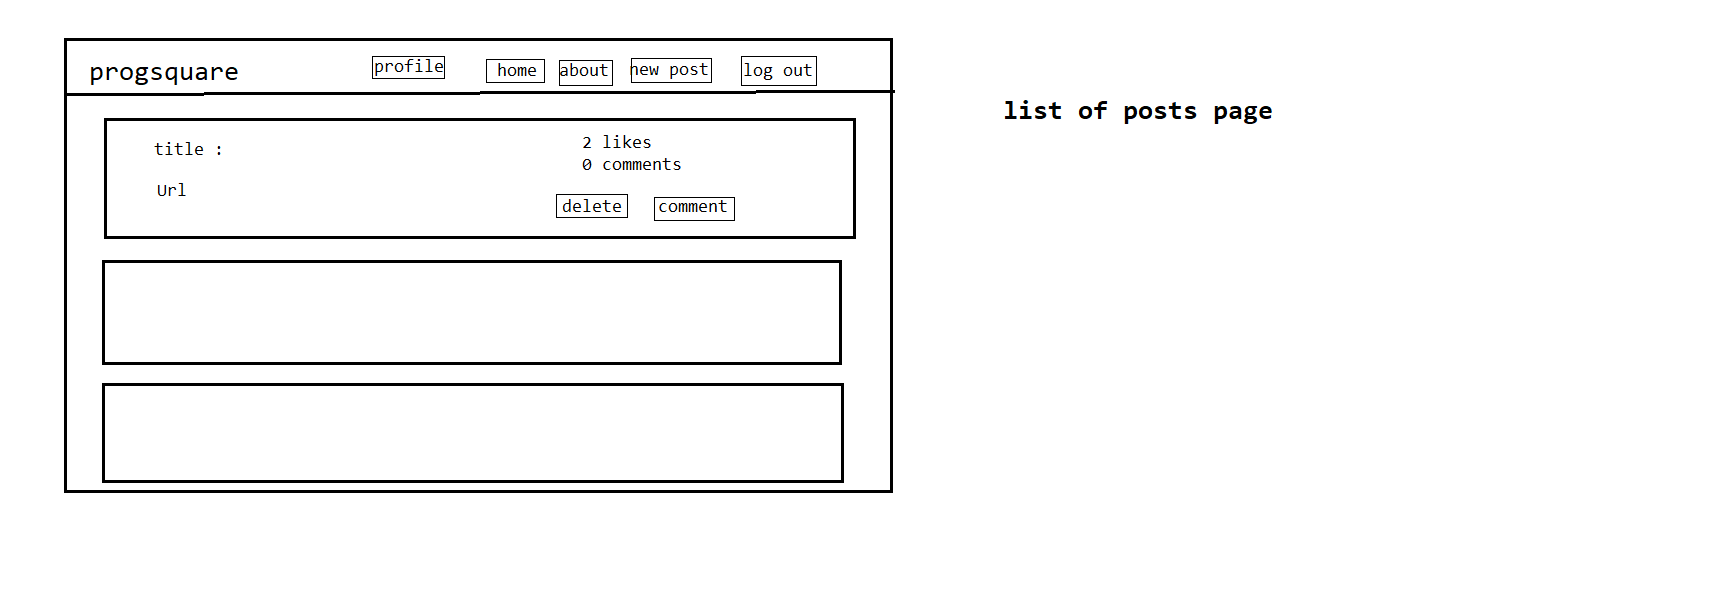 progsquare
profile
home
about
new post
log out
list of posts page
title :
2 likes
0 comments
Url
delete
comment